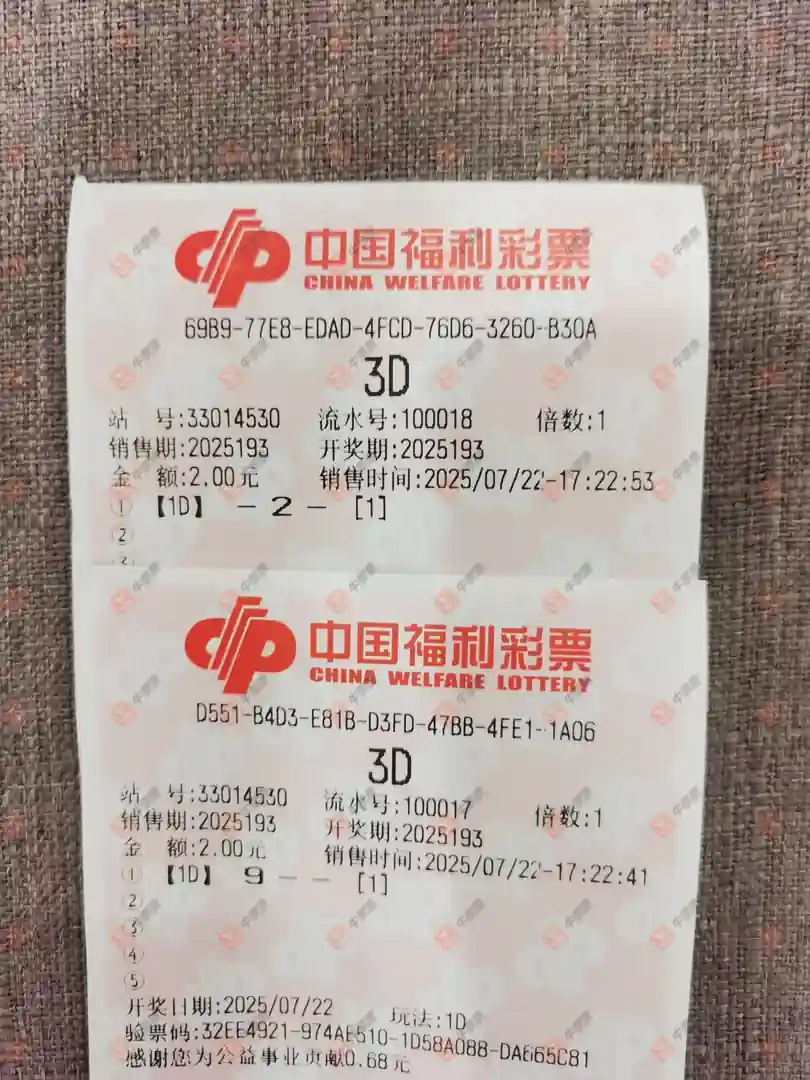 中国福利彩票
CHINA WELFARE LOTTERY
69B9-77E8-EDAD-4FCD-76D6-3260-B30A
3D
站 号:33014530 流水号:100018 倍数:1
销售期:2025193 开奖期:2025193
金 额:2.00元 销售时间:2025/07/22-17:22:53
① 【1D】 - 2 - [1]
②
中国福利彩票
CHINA WELFARE LOTTERY
D551-B4D3-E81B-D3FD-47BB-4FE1-1A06
3D
站 号:33014530 流水号:100017 倍数:1
销售期:2025193 开奖期:2025193
金 额:2.00元 销售时间:2025/07/22-17:22:41
① 【1D】 9 - - [1]
②
③
④
⑤
开奖日期:2025/07/22 玩法:1D
验票码:32EE4921-974AE510-1D58A088-DA665C81
感谢您为公益事业贡献0.68元